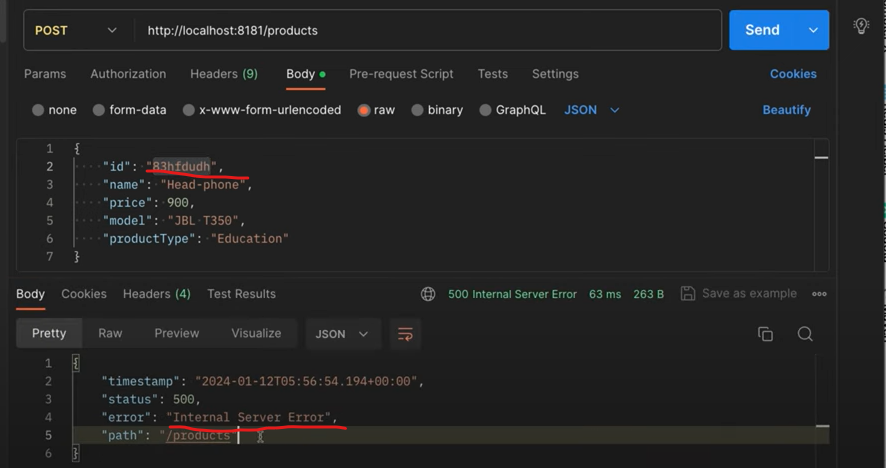 POST
http://localhost:8181/products
Send
Params Authorization Headers (9) Body Pre-request Script Tests Settings Cookies
none form-data x-www-form-urlencoded raw binary GraphQL JSON Beautify
1 {
2 "id": "83hfdudh",
3 "name": "Head-phone",
4 "price": 900,
5 "model": "JBL T350",
6 "productType": "Education"
7 }
Body Cookies Headers (4) Test Results 500 Internal Server Error 63 ms 263 B Save as example
Pretty Raw Preview Visualize JSON
1 {
2 "timestamp": "2024-01-12T05:56:54.194+00:00",
3 "status": 500,
4 "error": "Internal Server Error",
5 "path": "/products"
6 }